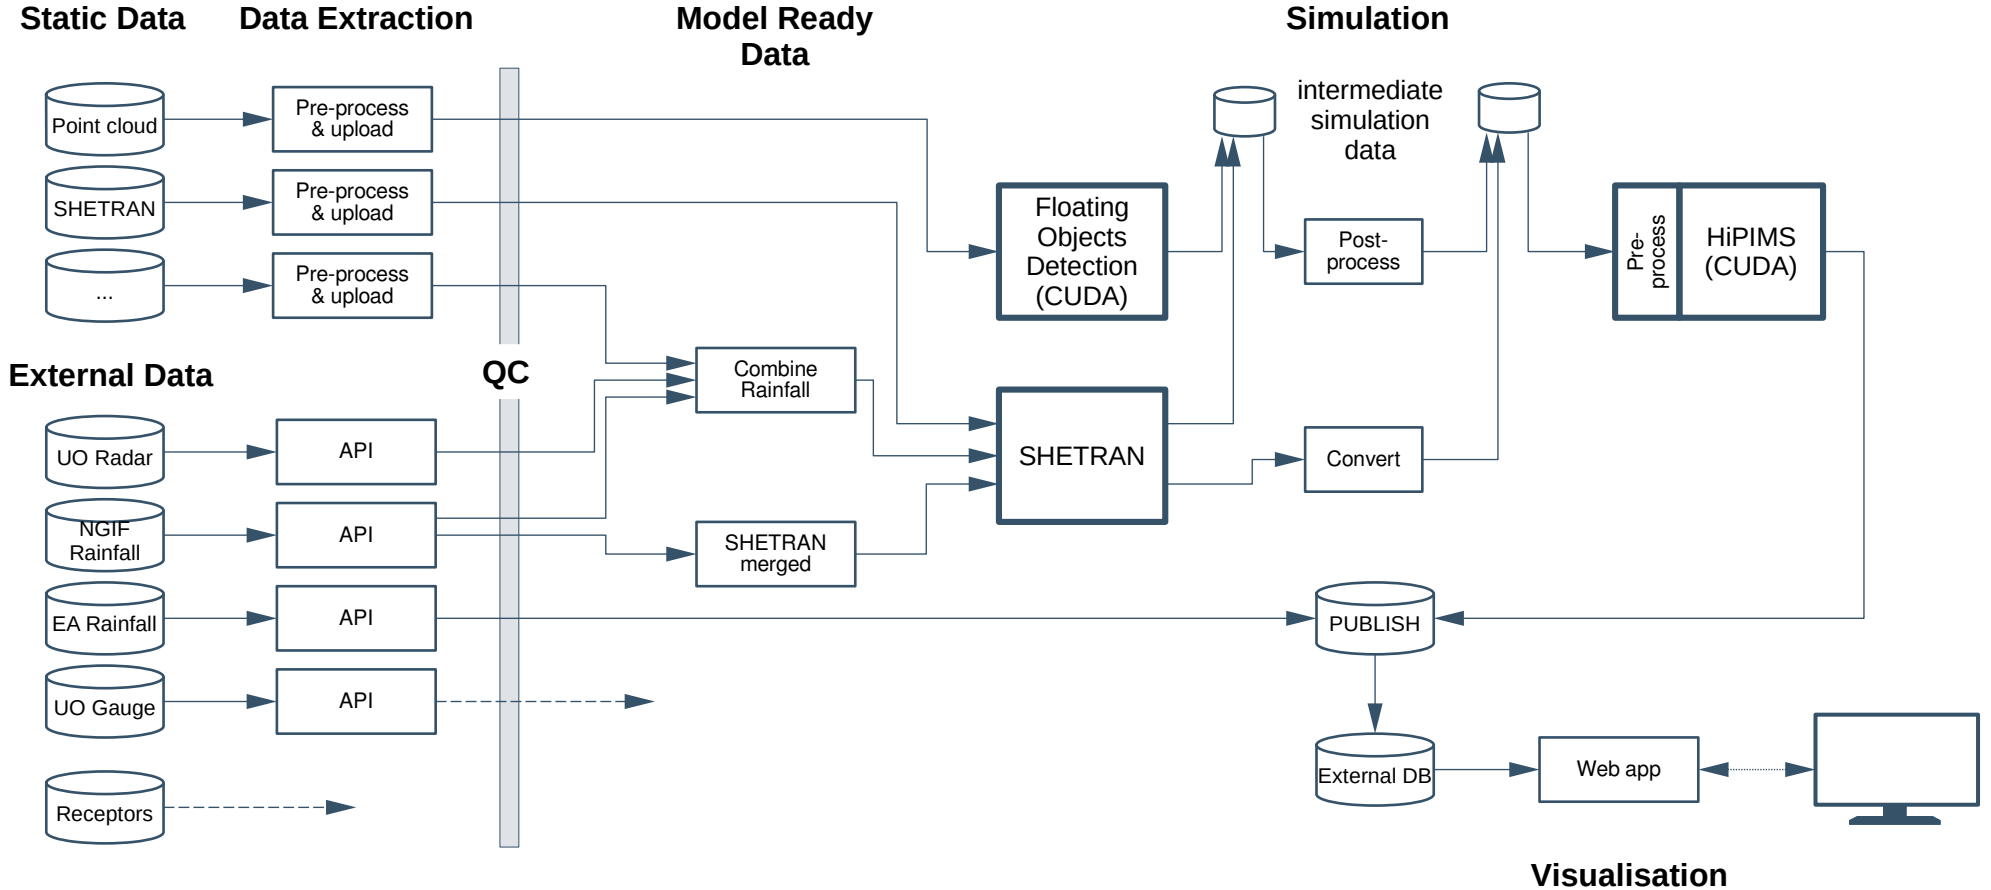 Static Data
Data Extraction
Model Ready
Data
Simulation
Point cloud
Pre-process
& upload
SHETRAN
Pre-process
& upload
...
Pre-process
& upload
intermediate
simulation
data
Floating
Objects
Detection
(CUDA)
Post-
process
Pre-
process
HiPIMS
(CUDA)
External Data
QC
Combine
Rainfall
UO Radar
API
SHETRAN
Convert
NGIF
Rainfall
API
SHETRAN
merged
EA Rainfall
API
PUBLISH
UO Gauge
API
Receptors
External DB
Web app
Visualisation